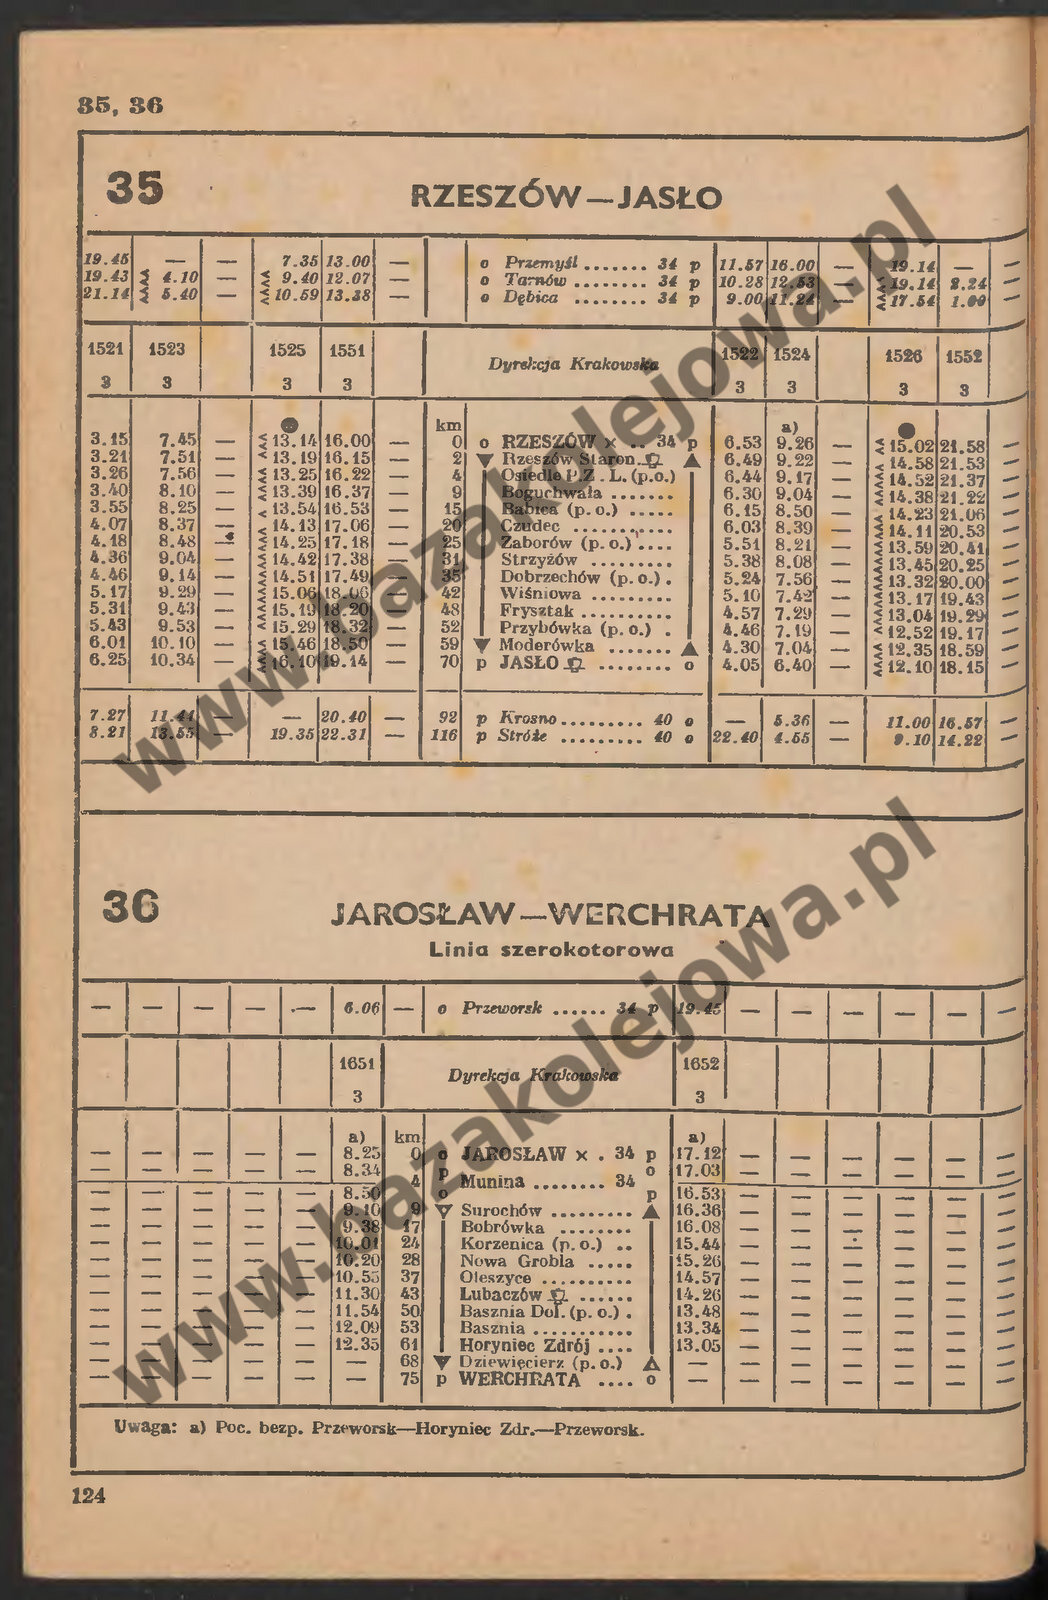 35, 36
35 RZESZÓW—JASŁO
19.45 — — 7.35 13.00 — o Przemyśl ....... 34 p 11.57 16.00 — 19.14 — —
19.43 4.10 — 9.40 12.07 — o Tarnów ........ 34 p 10.28 12.53 — 19.14 2.24 —
21.14 5.40 — 10.59 13.38 — o Dębica ........ 34 p 9.00 11.24 — 17.54 1.00 —
1521 1523 1525 1551 Dyrekcja Krakowska 1522 1524 1526 1552
3 3 3 3 3 3 3 3
km a)
3.15 7.45 — 13.14 16.00 — 0 o RZESZÓW × .. 34 p 6.53 9.26 — 15.02 21.58 —
3.21 7.51 — 13.19 16.15 — 2 Rzeszów Staron. 6.49 9.22 — 14.58 21.53 —
3.26 7.56 — 13.25 16.22 — 4 Osiedle P.Z.L. (p.o.) 6.44 9.17 — 14.52 21.37 —
3.40 8.10 — 13.39 16.37 — 9 Boguchwała ....... 6.30 9.04 — 14.38 21.22 —
3.55 8.25 — 13.54 16.53 — 15 Babica (p.o.) ..... 6.15 8.50 — 14.23 21.06 —
4.07 8.37 — 14.13 17.06 — 20 Czudec .......... 6.03 8.39 — 14.11 20.53 —
4.18 8.48 — 14.25 17.18 — 25 Zaborów (p.o.) .... 5.51 8.21 — 13.59 20.41 —
4.36 9.04 — 14.42 17.38 — 31 Strzyżów ......... 5.38 8.08 — 13.45 20.25 —
4.46 9.14 — 14.51 17.49 — 35 Dobrzechów (p.o.) . 5.24 7.56 — 13.32 20.00 —
5.17 9.29 — 15.06 18.06 — 42 Wiśniowa ......... 5.10 7.42 — 13.17 19.43 —
5.31 9.43 — 15.19 18.20 — 48 Frysztak .......... 4.57 7.29 — 13.04 19.29 —
5.43 9.53 — 15.29 18.32 — 52 Przybówka (p.o.) . 4.46 7.19 — 12.52 19.17 —
6.01 10.10 — 15.46 18.50 — 59 Moderówka ....... 4.30 7.04 — 12.35 18.59 —
6.25 10.34 — 16.10 19.14 — 70 p JASŁO ........ o 4.05 6.40 — 12.10 18.15 —
7.27 11.44 — — 20.40 — 92 p Krosno ......... 40 o — 5.36 — 11.00 16.57 —
8.21 13.55 — 19.35 22.31 — 116 p Stróże ......... 40 o 22.40 4.55 — 9.10 14.22 —
36 JAROSŁAW—WERCHRATA
Linia szerokotorowa
— — — — — 6.06 — o Przeworsk ...... 34 p 19.45 — — — — — —
1651 Dyrekcja Krakowska 1652
3 3
a) km a)
— — — — — 8.25 0 o JAROSŁAW × . 34 p 17.12 — — — — — —
— — — — — 8.34 4 p Munina ........ 34 o 17.03 — — — — — —
— — — — — 8.50 o p 16.53 — — — — — —
— — — — — 9.10 9 Surochów .......... 16.36 — — — — — —
— — — — — 9.38 17 Bobrówka ........ 16.08 — — — — — —
— — — — — 10.01 24 Korzenica (p.o.) .. 15.44 — — — — — —
— — — — — 10.20 28 Nowa Grobla ..... 15.26 — — — — — —
— — — — — 10.55 37 Oleszyce .......... 14.57 — — — — — —
— — — — — 11.30 43 Lubaczów ...... 14.26 — — — — — —
— — — — — 11.54 50 Basznia Dol. (p.o.) . 13.48 — — — — — —
— — — — — 12.09 53 Basznia ........... 13.34 — — — — — —
— — — — — 12.35 61 Horyniec Zdrój .... 13.05 — — — — — —
— — — — — — 68 Dziewięcierz (p.o.) — — — — — — —
— — — — — — 75 p WERCHRATA .... o — — — — — — —
Uwaga: a) Poc. bezp. Przeworsk—Horyniec Zdr.—Przeworsk.
124
www.bazakolejowa.pl
www.bazakolejowa.pl